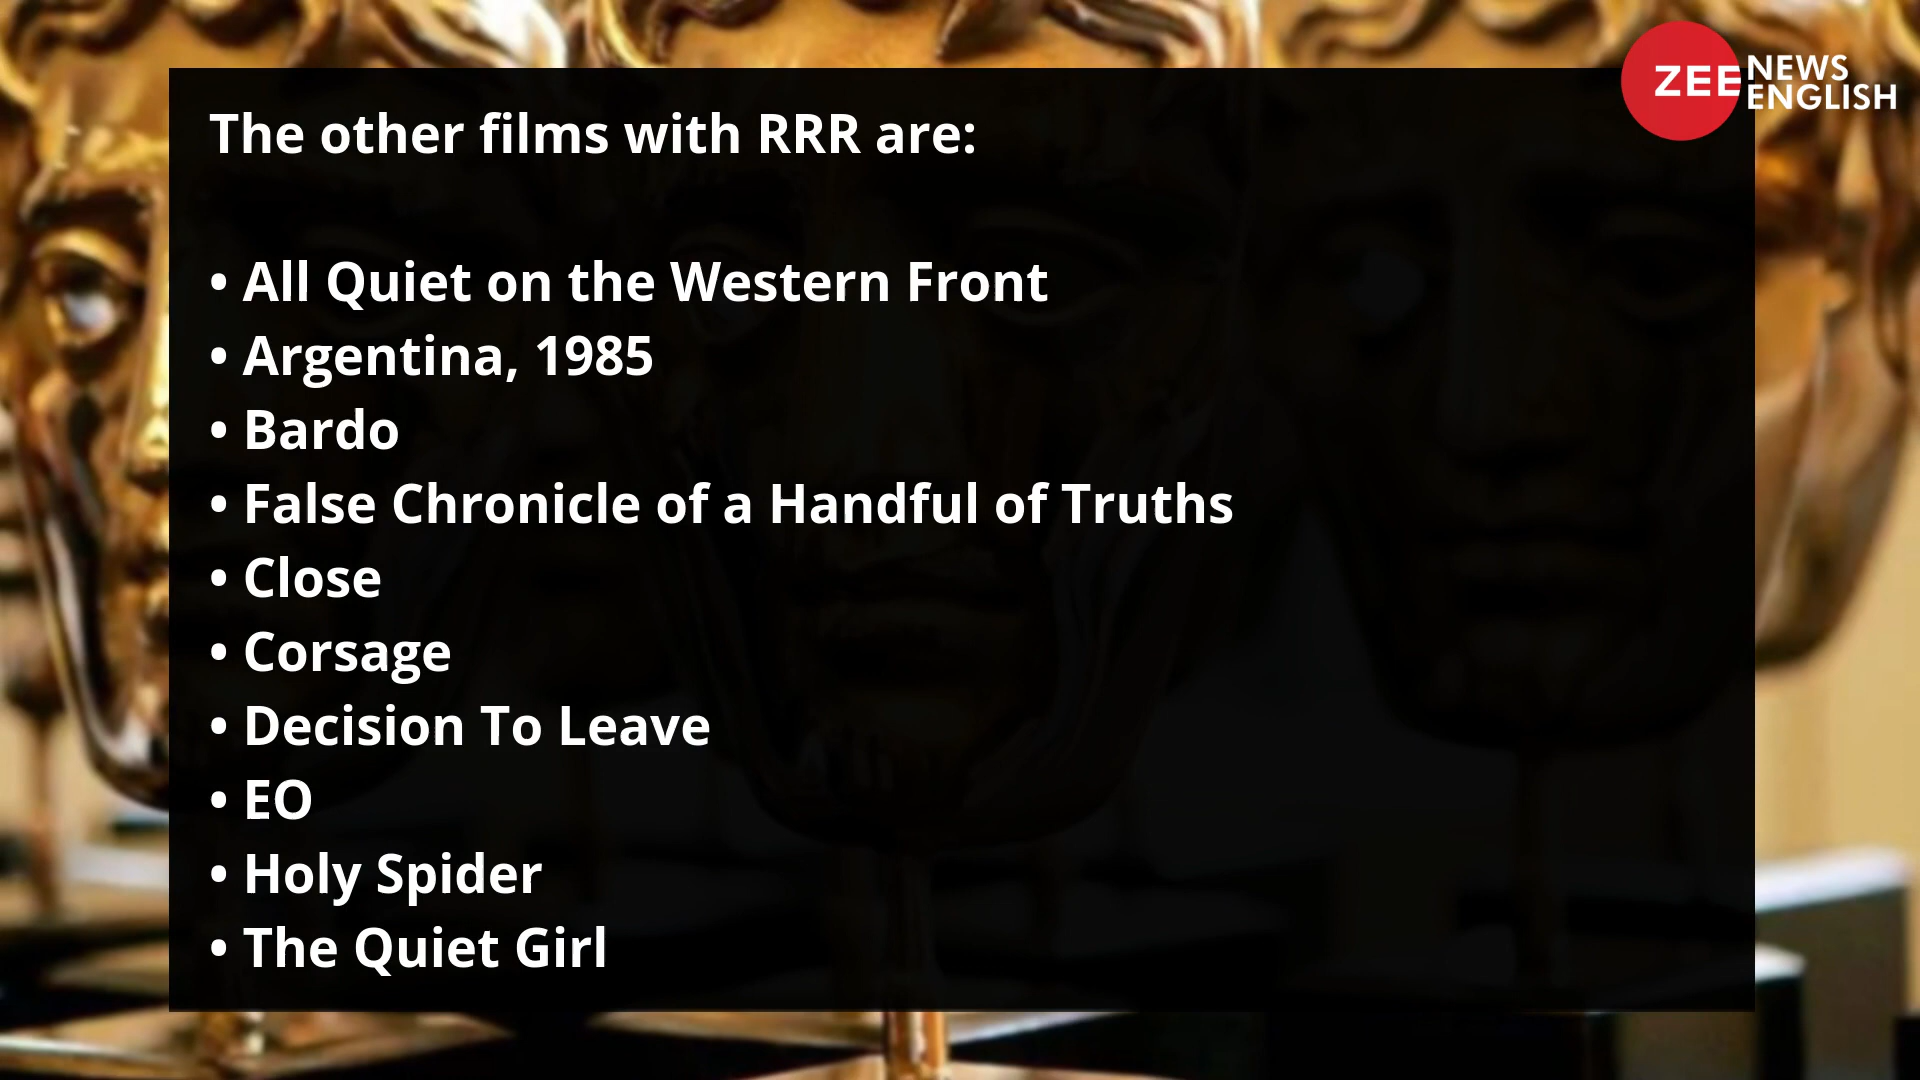 ZEE NEWS
ENGLISH
The other films with RRR are:
• All Quiet on the Western Front
• Argentina, 1985
• Bardo
• False Chronicle of a Handful of Truths
• Close
• Corsage
• Decision To Leave
• EO
• Holy Spider
• The Quiet Girl